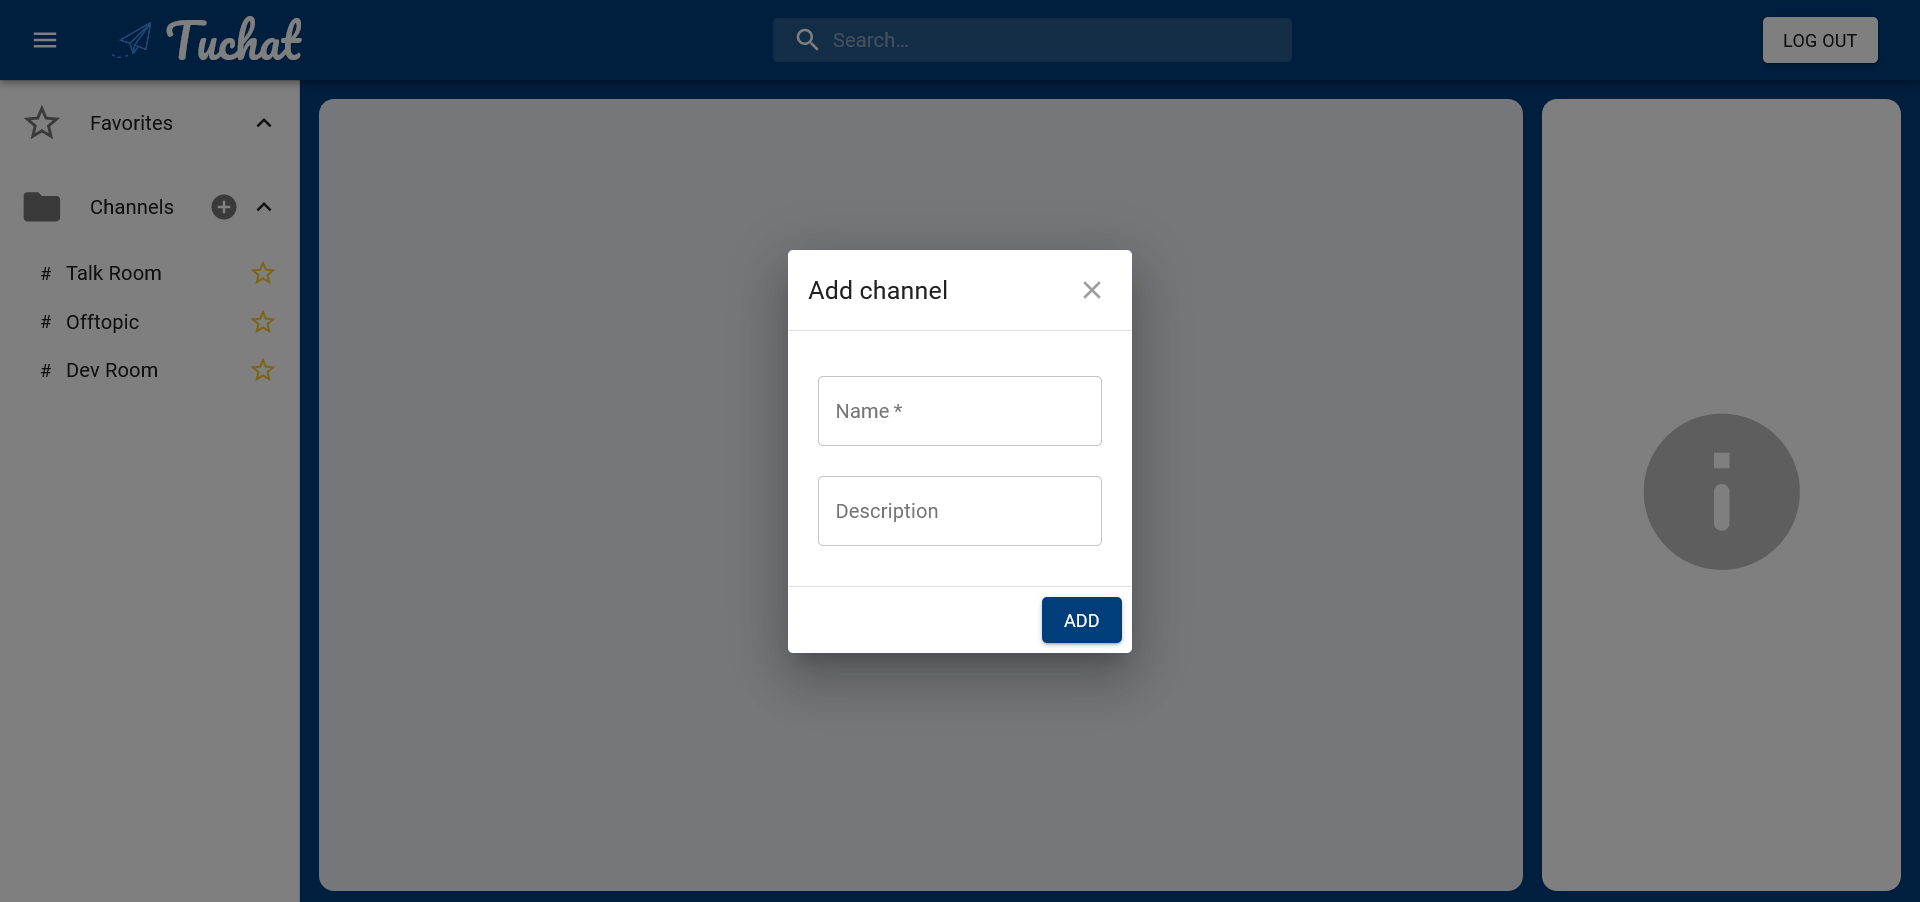 Tuchat
Search...
LOG OUT
Favorites
Channels
# Talk Room
# Offtopic
# Dev Room
Add channel
Name *
Description
ADD